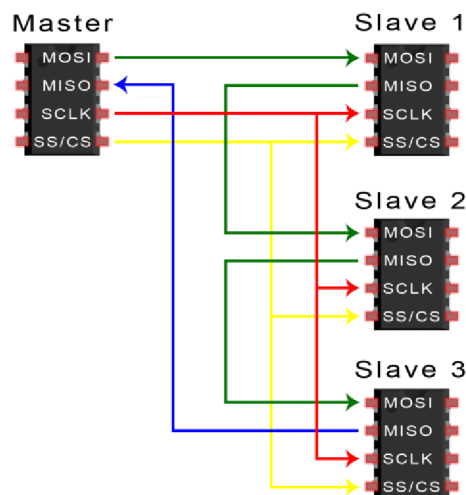 Master
MOSI
MISO
SCLK
SS/CS
Slave 1
MOSI
MISO
SCLK
SS/CS
Slave 2
MOSI
MISO
SCLK
SS/CS
Slave 3
MOSI
MISO
SCLK
SS/CS